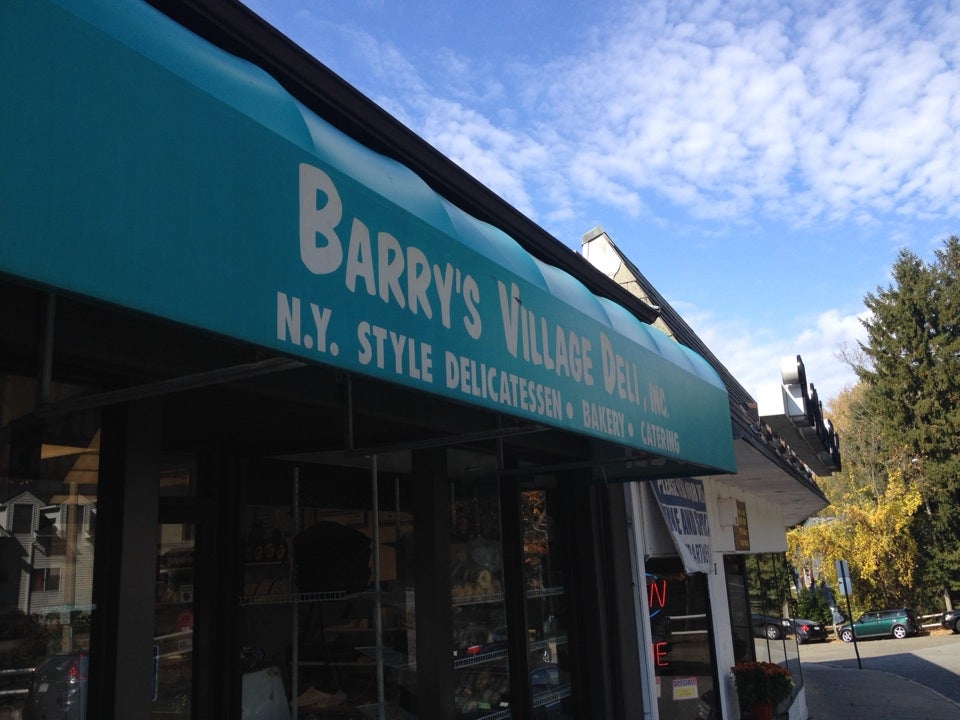 BARRY'S VILLAGE DELI, INC.
N.Y. STYLE DELICATESSEN • BAKERY • CATERING